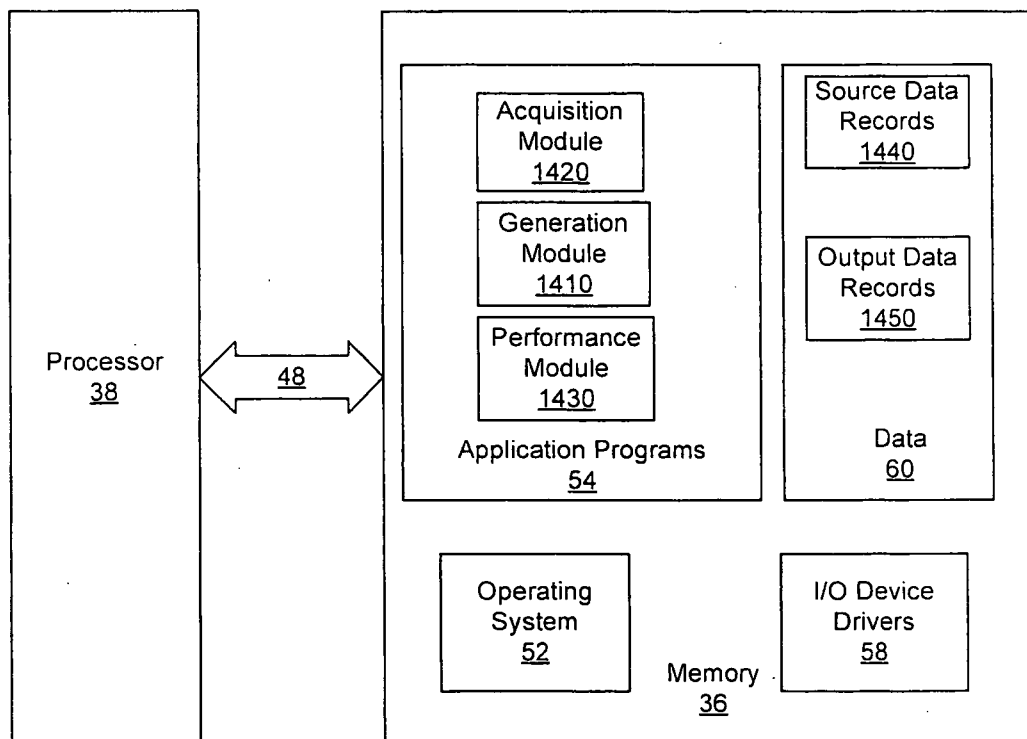 Processor
38
48
Acquisition
Module
1420
Generation
Module
1410
Performance
Module
1430
Application Programs
54
Source Data
Records
1440
Output Data
Records
1450
Data
60
Operating
System
52
I/O Device
Drivers
58
Memory
36